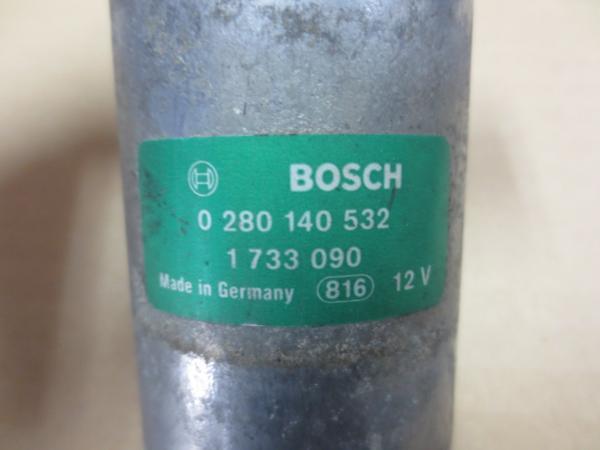 BOSCH
0 280 140 532
1 733 090
Made in Germany 816 12 V